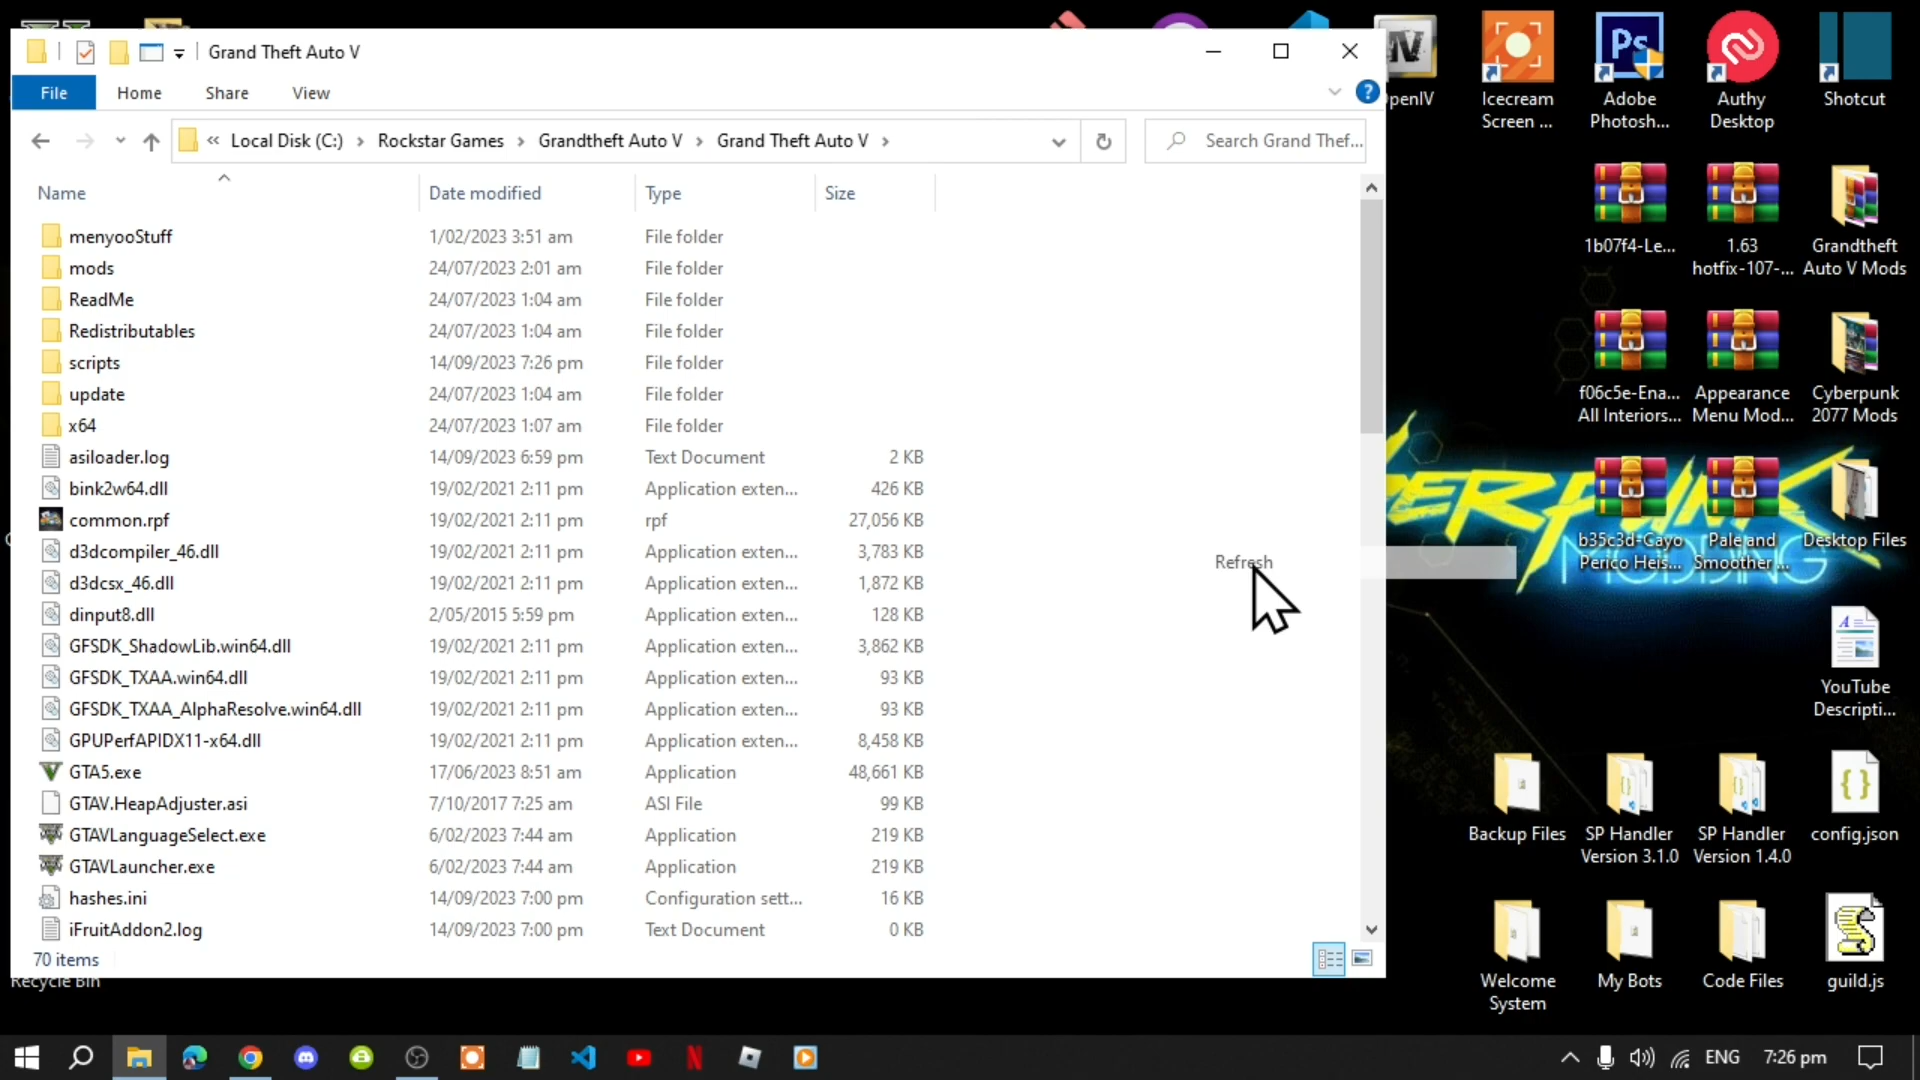 Grand Theft Auto V
File Home Share View
« Local Disk (C:) > Rockstar Games > Grandtheft Auto V > Grand Theft Auto V >
Search Grand Thef...
Name Date modified Type Size
menyooStuff 1/02/2023 3:51 am File folder
mods 24/07/2023 2:01 am File folder
ReadMe 24/07/2023 1:04 am File folder
Redistributables 24/07/2023 1:04 am File folder
scripts 14/09/2023 7:26 pm File folder
update 24/07/2023 1:04 am File folder
x64 24/07/2023 1:07 am File folder
asiloader.log 14/09/2023 6:59 pm Text Document 2 KB
bink2w64.dll 19/02/2021 2:11 pm Application exten... 426 KB
common.rpf 19/02/2021 2:11 pm rpf 27,056 KB
d3dcompiler_46.dll 19/02/2021 2:11 pm Application exten... 3,783 KB
d3dcsx_46.dll 19/02/2021 2:11 pm Application exten... 1,872 KB
dinput8.dll 2/05/2015 5:59 pm Application exten... 128 KB
GFSDK_ShadowLib.win64.dll 19/02/2021 2:11 pm Application exten... 3,862 KB
GFSDK_TXAA.win64.dll 19/02/2021 2:11 pm Application exten... 93 KB
GFSDK_TXAA_AlphaResolve.win64.dll 19/02/2021 2:11 pm Application exten... 93 KB
GPUPerfAPIDX11-x64.dll 19/02/2021 2:11 pm Application exten... 8,458 KB
GTA5.exe 17/06/2023 8:51 am Application 48,661 KB
GTAV.HeapAdjuster.asi 7/10/2017 7:25 am ASI File 99 KB
GTAVLanguageSelect.exe 6/02/2023 7:44 am Application 219 KB
GTAVLauncher.exe 6/02/2023 7:44 am Application 219 KB
hashes.ini 14/09/2023 7:00 pm Configuration sett... 16 KB
iFruitAddon2.log 14/09/2023 7:00 pm Text Document 0 KB
70 items
Refresh
Recycle Bin
Icecream
Screen ...
Ps
Adobe
Photosh...
Authy
Desktop
Shotcut
1b07f4-Le...
1.63
hotfix-107-...
Grandtheft
Auto V Mods
f06c5e-Ena...
All Interiors...
Appearance
Menu Mod...
Cyberpunk
2077 Mods
b35c3d-Cayo
Perico Heis...
Pale and
Smoother ...
Desktop Files
MODDING
YouTube
Descripti...
Backup Files
SP Handler
Version 3.1.0
SP Handler
Version 1.4.0
config.json
Welcome
System
My Bots
Code Files
guild.js
ENG 7:26 pm